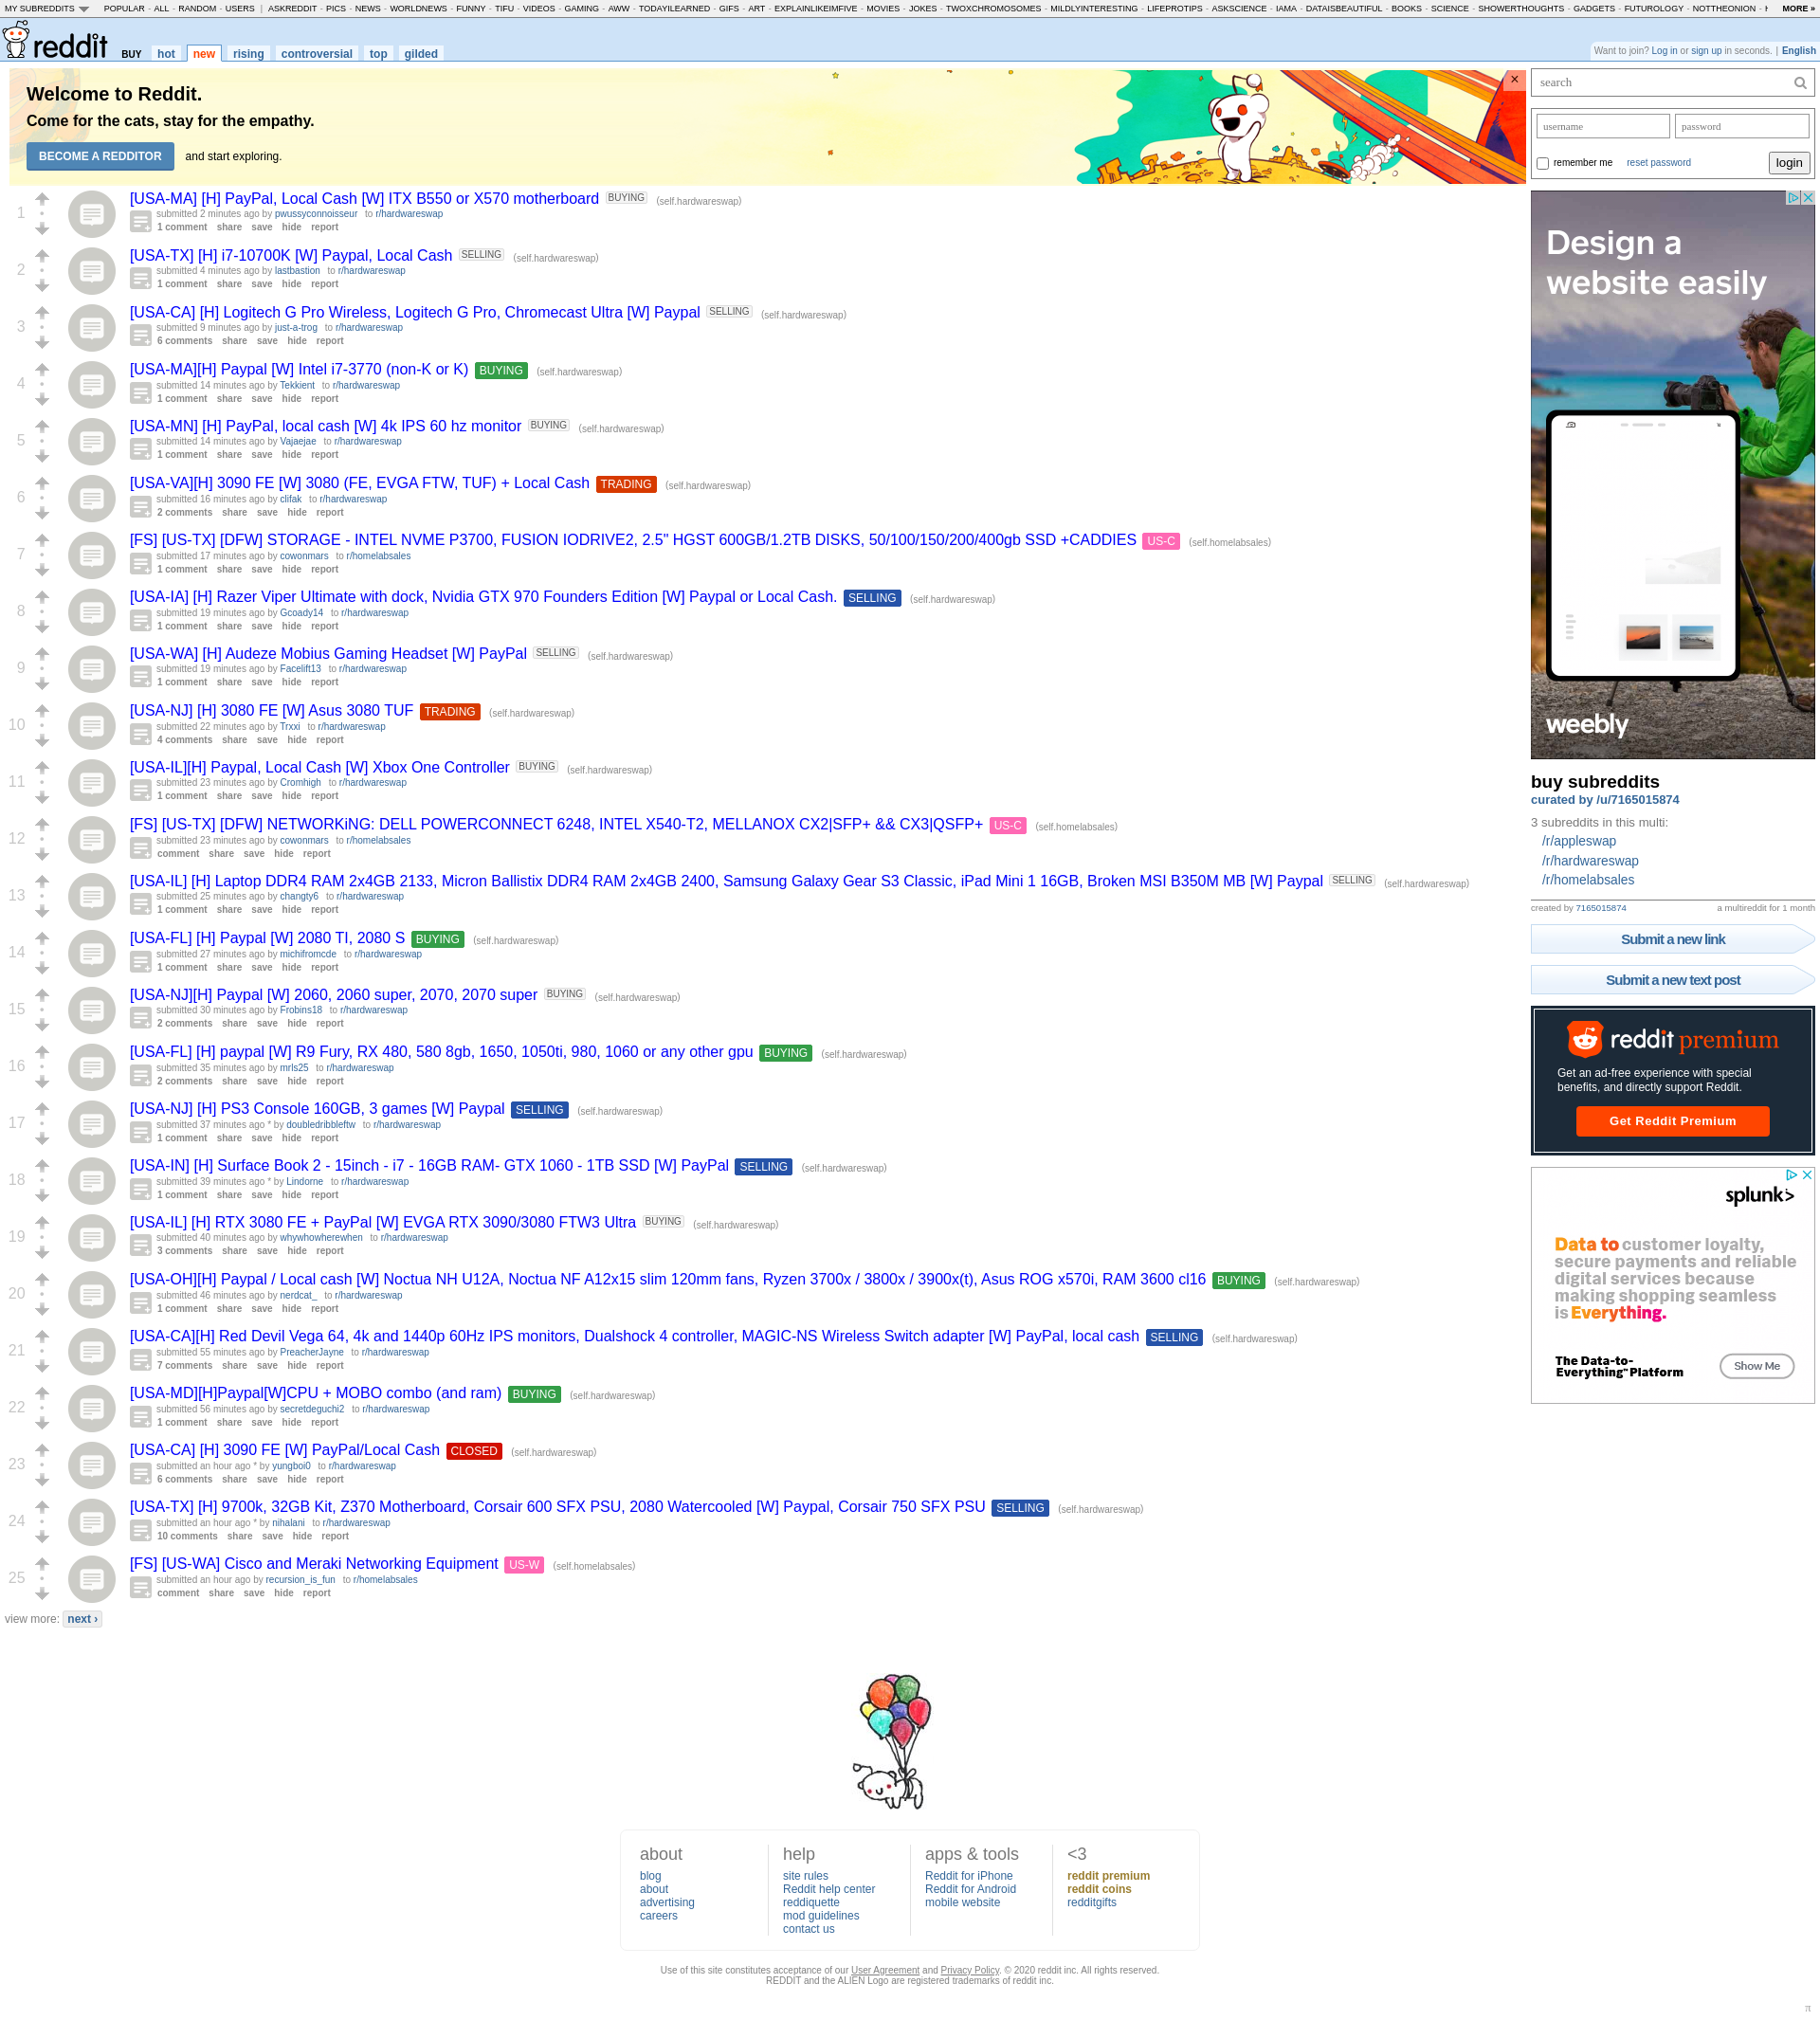 MY SUBREDDITS POPULAR - ALL - RANDOM - USERS | ASKREDDIT - PICS - NEWS - WORLDNEWS - FUNNY - TIFU - VIDEOS - GAMING - AWW - TODAYILEARNED - GIFS - ART - EXPLAINLIKEIMFIVE - MOVIES - JOKES - TWOXCHROMOSOMES - MILDLYINTERESTING - LIFEPROTIPS - ASKSCIENCE - IAMA - DATAISBEAUTIFUL - BOOKS - SCIENCE - SHOWERTHOUGHTS - GADGETS - FUTUROLOGY - NOTTHEONION - MORE »
reddit BUY hot new rising controversial top gilded
Want to join? Log in or sign up in seconds. | English
Welcome to Reddit.
Come for the cats, stay for the empathy.
BECOME A REDDITOR and start exploring.
×
1
[USA-MA] [H] PayPal, Local Cash [W] ITX B550 or X570 motherboard BUYING (self.hardwareswap)
submitted 2 minutes ago by pwussyconnoisseur to r/hardwareswap
1 comment share save hide report
2
[USA-TX] [H] i7-10700K [W] Paypal, Local Cash SELLING (self.hardwareswap)
submitted 4 minutes ago by lastbastion to r/hardwareswap
1 comment share save hide report
3
[USA-CA] [H] Logitech G Pro Wireless, Logitech G Pro, Chromecast Ultra [W] Paypal SELLING (self.hardwareswap)
submitted 9 minutes ago by just-a-trog to r/hardwareswap
6 comments share save hide report
4
[USA-MA][H] Paypal [W] Intel i7-3770 (non-K or K) BUYING (self.hardwareswap)
submitted 14 minutes ago by Tekkient to r/hardwareswap
1 comment share save hide report
5
[USA-MN] [H] PayPal, local cash [W] 4k IPS 60 hz monitor BUYING (self.hardwareswap)
submitted 14 minutes ago by Vajaejae to r/hardwareswap
1 comment share save hide report
6
[USA-VA][H] 3090 FE [W] 3080 (FE, EVGA FTW, TUF) + Local Cash TRADING (self.hardwareswap)
submitted 16 minutes ago by clifak to r/hardwareswap
2 comments share save hide report
7
[FS] [US-TX] [DFW] STORAGE - INTEL NVME P3700, FUSION IODRIVE2, 2.5" HGST 600GB/1.2TB DISKS, 50/100/150/200/400gb SSD +CADDIES US-C (self.homelabsales)
submitted 17 minutes ago by cowonmars to r/homelabsales
1 comment share save hide report
8
[USA-IA] [H] Razer Viper Ultimate with dock, Nvidia GTX 970 Founders Edition [W] Paypal or Local Cash. SELLING (self.hardwareswap)
submitted 19 minutes ago by Gcoady14 to r/hardwareswap
1 comment share save hide report
9
[USA-WA] [H] Audeze Mobius Gaming Headset [W] PayPal SELLING (self.hardwareswap)
submitted 19 minutes ago by Facelift13 to r/hardwareswap
1 comment share save hide report
10
[USA-NJ] [H] 3080 FE [W] Asus 3080 TUF TRADING (self.hardwareswap)
submitted 22 minutes ago by Trxxi to r/hardwareswap
4 comments share save hide report
11
[USA-IL][H] Paypal, Local Cash [W] Xbox One Controller BUYING (self.hardwareswap)
submitted 23 minutes ago by Cromhigh to r/hardwareswap
1 comment share save hide report
12
[FS] [US-TX] [DFW] NETWORKiNG: DELL POWERCONNECT 6248, INTEL X540-T2, MELLANOX CX2|SFP+ && CX3|QSFP+ US-C (self.homelabsales)
submitted 23 minutes ago by cowonmars to r/homelabsales
comment share save hide report
13
[USA-IL] [H] Laptop DDR4 RAM 2x4GB 2133, Micron Ballistix DDR4 RAM 2x4GB 2400, Samsung Galaxy Gear S3 Classic, iPad Mini 1 16GB, Broken MSI B350M MB [W] Paypal SELLING (self.hardwareswap)
submitted 25 minutes ago by changty6 to r/hardwareswap
1 comment share save hide report
14
[USA-FL] [H] Paypal [W] 2080 TI, 2080 S BUYING (self.hardwareswap)
submitted 27 minutes ago by michifromcde to r/hardwareswap
1 comment share save hide report
15
[USA-NJ][H] Paypal [W] 2060, 2060 super, 2070, 2070 super BUYING (self.hardwareswap)
submitted 30 minutes ago by Frobins18 to r/hardwareswap
2 comments share save hide report
16
[USA-FL] [H] paypal [W] R9 Fury, RX 480, 580 8gb, 1650, 1050ti, 980, 1060 or any other gpu BUYING (self.hardwareswap)
submitted 35 minutes ago by mrls25 to r/hardwareswap
2 comments share save hide report
17
[USA-NJ] [H] PS3 Console 160GB, 3 games [W] Paypal SELLING (self.hardwareswap)
submitted 37 minutes ago * by doubledribbleftw to r/hardwareswap
1 comment share save hide report
18
[USA-IN] [H] Surface Book 2 - 15inch - i7 - 16GB RAM- GTX 1060 - 1TB SSD [W] PayPal SELLING (self.hardwareswap)
submitted 39 minutes ago * by Lindorne to r/hardwareswap
1 comment share save hide report
19
[USA-IL] [H] RTX 3080 FE + PayPal [W] EVGA RTX 3090/3080 FTW3 Ultra BUYING (self.hardwareswap)
submitted 40 minutes ago by whywhowherewhen to r/hardwareswap
3 comments share save hide report
20
[USA-OH][H] Paypal / Local cash [W] Noctua NH U12A, Noctua NF A12x15 slim 120mm fans, Ryzen 3700x / 3800x / 3900x(t), Asus ROG x570i, RAM 3600 cl16 BUYING (self.hardwareswap)
submitted 46 minutes ago by nerdcat_ to r/hardwareswap
1 comment share save hide report
21
[USA-CA][H] Red Devil Vega 64, 4k and 1440p 60Hz IPS monitors, Dualshock 4 controller, MAGIC-NS Wireless Switch adapter [W] PayPal, local cash SELLING (self.hardwareswap)
submitted 55 minutes ago by PreacherJayne to r/hardwareswap
7 comments share save hide report
22
[USA-MD][H]Paypal[W]CPU + MOBO combo (and ram) BUYING (self.hardwareswap)
submitted 56 minutes ago by secretdeguchi2 to r/hardwareswap
1 comment share save hide report
23
[USA-CA] [H] 3090 FE [W] PayPal/Local Cash CLOSED (self.hardwareswap)
submitted an hour ago * by yungboi0 to r/hardwareswap
6 comments share save hide report
24
[USA-TX] [H] 9700k, 32GB Kit, Z370 Motherboard, Corsair 600 SFX PSU, 2080 Watercooled [W] Paypal, Corsair 750 SFX PSU SELLING (self.hardwareswap)
submitted an hour ago * by nihalani to r/hardwareswap
10 comments share save hide report
25
[FS] [US-WA] Cisco and Meraki Networking Equipment US-W (self.homelabsales)
submitted an hour ago by recursion_is_fun to r/homelabsales
comment share save hide report
view more: next ›
search
username password
remember me reset password login
Design a
website easily
weebly
buy subreddits
curated by /u/7165015874
3 subreddits in this multi:
/r/appleswap
/r/hardwareswap
/r/homelabsales
created by 7165015874 a multireddit for 1 month
Submit a new link
Submit a new text post
reddit premium
Get an ad-free experience with special
benefits, and directly support Reddit.
Get Reddit Premium
splunk>
Data to customer loyalty,
secure payments and reliable
digital services because
making shopping seamless
is Everything.
The Data-to-
Everything™ Platform
Show Me
about
blog
about
advertising
careers
help
site rules
Reddit help center
reddiquette
mod guidelines
contact us
apps & tools
Reddit for iPhone
Reddit for Android
mobile website
<3
reddit premium
reddit coins
redditgifts
Use of this site constitutes acceptance of our User Agreement and Privacy Policy. © 2020 reddit inc. All rights reserved.
REDDIT and the ALIEN Logo are registered trademarks of reddit inc.
π